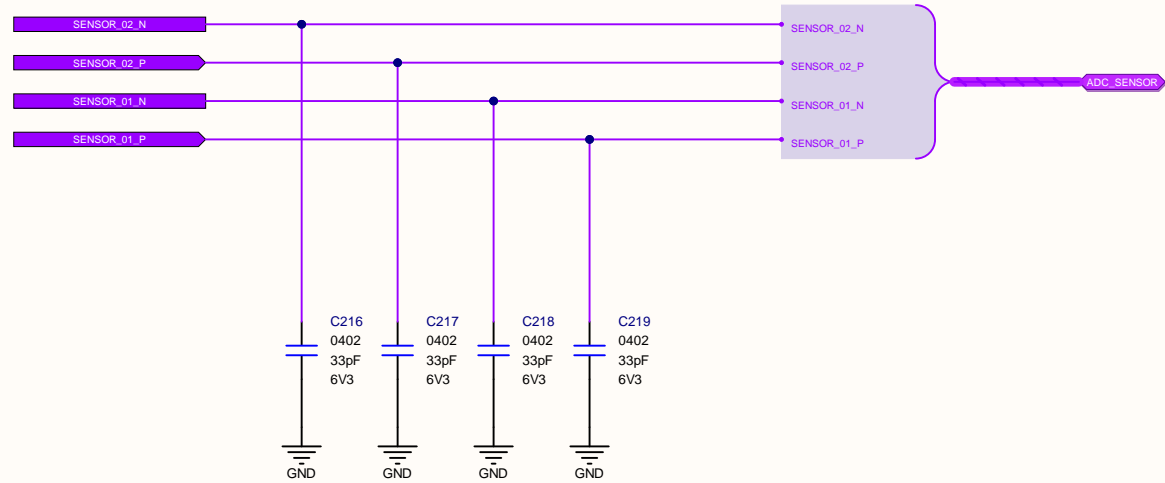 SENSOR_02_N
SENSOR_02_P
SENSOR_01_N
SENSOR_01_P
SENSOR_02_N
SENSOR_02_P
SENSOR_01_N
SENSOR_01_P
ADC_SENSOR
C216
0402
33pF
6V3
C217
0402
33pF
6V3
C218
0402
33pF
6V3
C219
0402
33pF
6V3
GND
GND
GND
GND